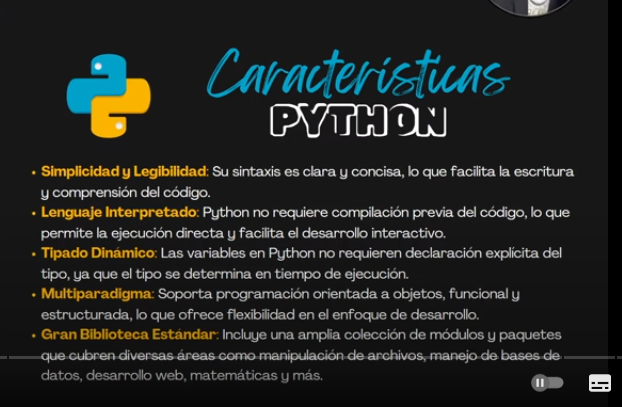 Características
PYTHON
• Simplicidad y Legibilidad: Su sintaxis es clara y concisa, lo que facilita la escritura
y comprensión del código.
• Lenguaje Interpretado: Python no requiere compilación previa del código, lo que
permite la ejecución directa y facilita el desarrollo interactivo.
• Tipado Dinámico: Las variables en Python no requieren declaración explícita del
tipo, ya que el tipo se determina en tiempo de ejecución.
• Multiparadigma: Soporta programación orientada a objetos, funcional y
estructurada, lo que ofrece flexibilidad en el enfoque de desarrollo.
• Gran Biblioteca Estándar: Incluye una amplia colección de módulos y paquetes
que cubren diversas áreas como manipulación de archivos, manejo de bases de
datos, desarrollo web, matemáticas y más.